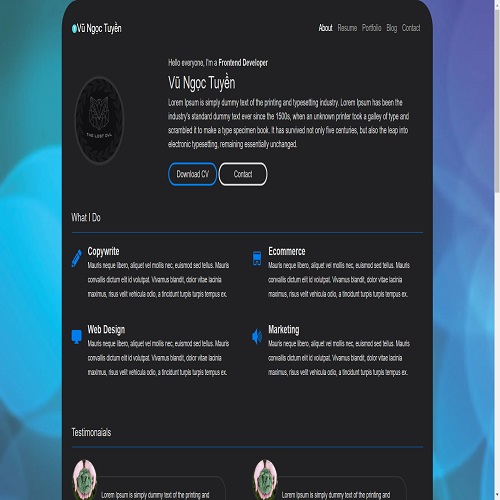 Vũ Ngọc Tuyền
About Resume Portfolio Blog Contact
Hello everyone, I'm a Frontend Developer
Vũ Ngọc Tuyền
Lorem Ipsum is simply dummy text of the printing and typesetting industry. Lorem Ipsum has been the
industry's standard dummy text ever since the 1500s, when an unknown printer took a galley of type and
scrambled it to make a type specimen book. It has survived not only five centuries, but also the leap into
electronic typesetting, remaining essentially unchanged.
THE LOST OWL
Download CV
Contact
What I Do
Copywrite
Mauris neque libero, aliquet vel mollis nec, euismod sed tellus. Mauris
convallis dictum elit id volutpat. Vivamus blandit, dolor vitae lacinia
maximus, risus velit vehicula odio, a tincidunt turpis turpis tempus ex.
Ecommerce
Mauris neque libero, aliquet vel mollis nec, euismod sed tellus. Mauris
convallis dictum elit id volutpat. Vivamus blandit, dolor vitae lacinia
maximus, risus velit vehicula odio, a tincidunt turpis turpis tempus ex.
Web Design
Mauris neque libero, aliquet vel mollis nec, euismod sed tellus. Mauris
convallis dictum elit id volutpat. Vivamus blandit, dolor vitae lacinia
maximus, risus velit vehicula odio, a tincidunt turpis turpis tempus ex.
Marketing
Mauris neque libero, aliquet vel mollis nec, euismod sed tellus. Mauris
convallis dictum elit id volutpat. Vivamus blandit, dolor vitae lacinia
maximus, risus velit vehicula odio, a tincidunt turpis turpis tempus ex.
Testimonaials
Lorem Ipsum is simply dummy text of the printing and
Lorem Ipsum is simply dummy text of the printing and